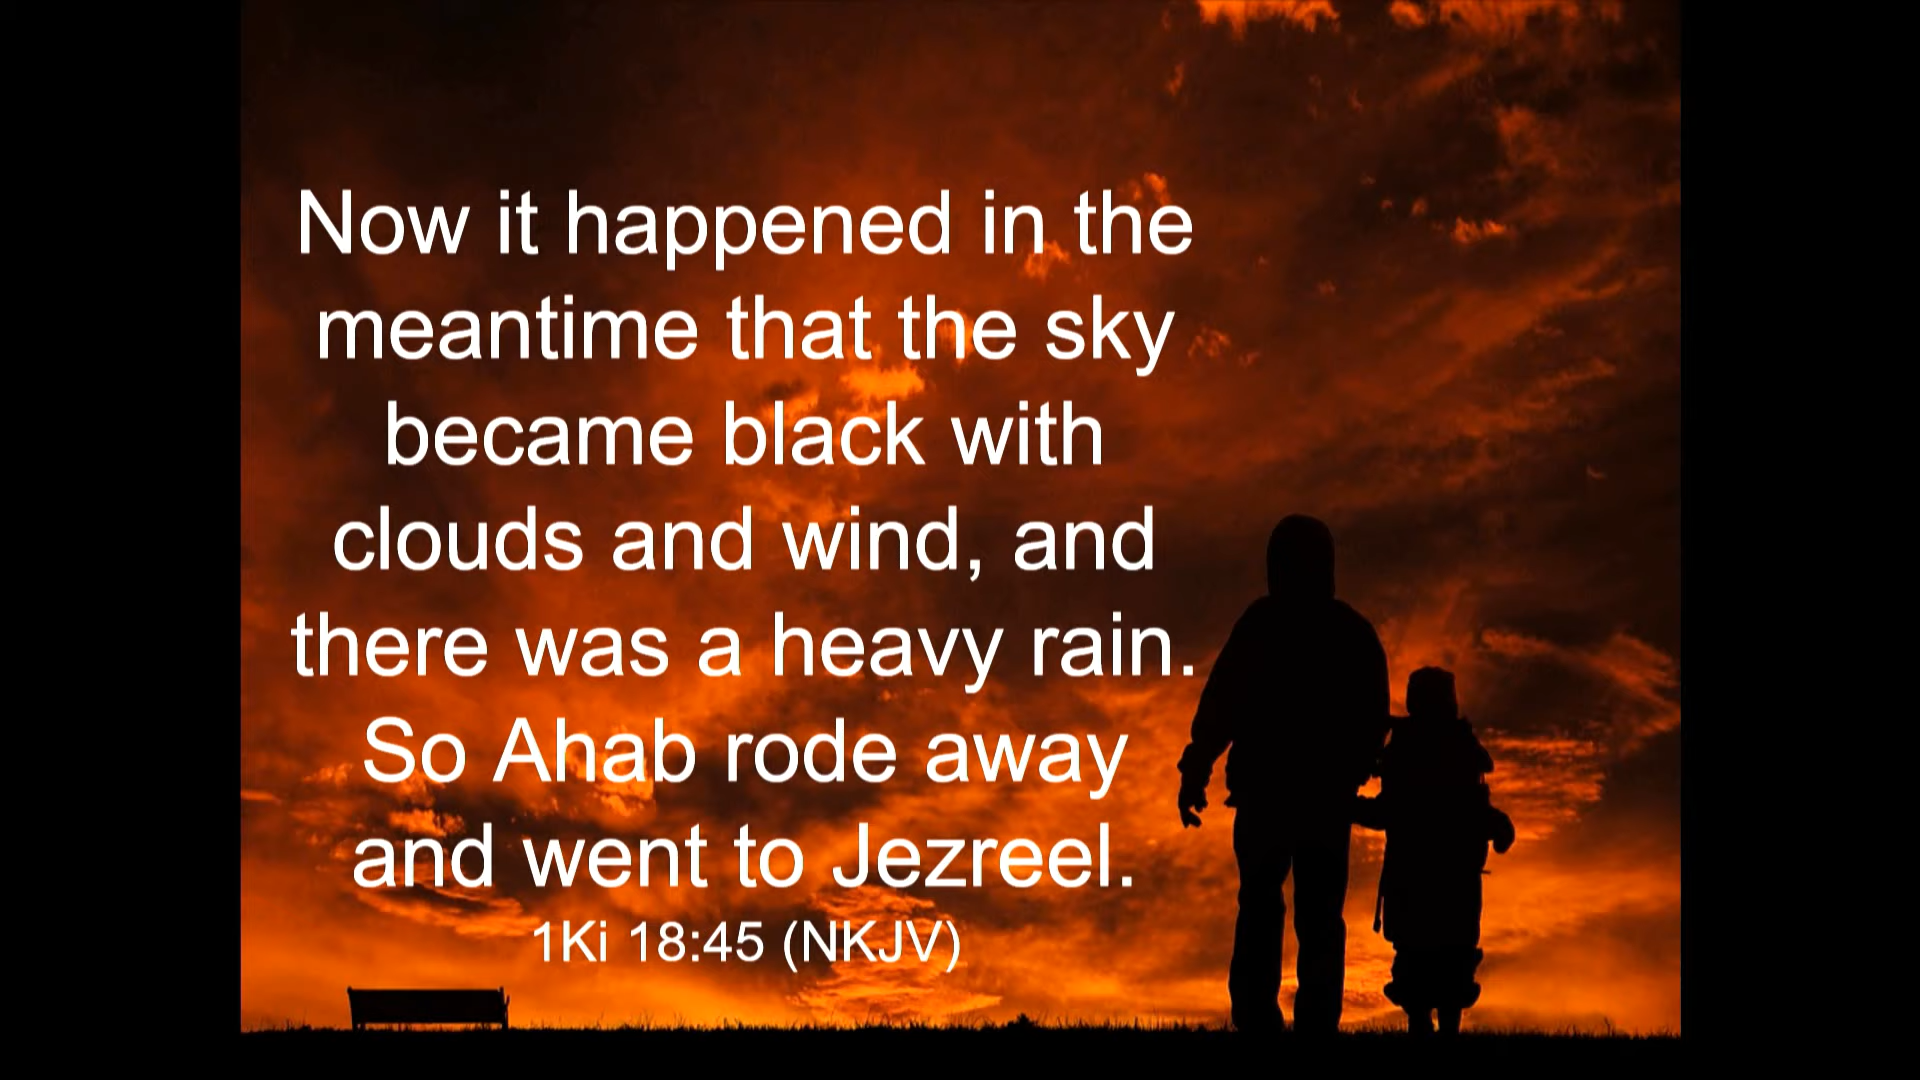 Now it happened in the
meantime that the sky
became black with
clouds and wind, and
there was a heavy rain.
So Ahab rode away
and went to Jezreel.
1Ki 18:45 (NKJV)